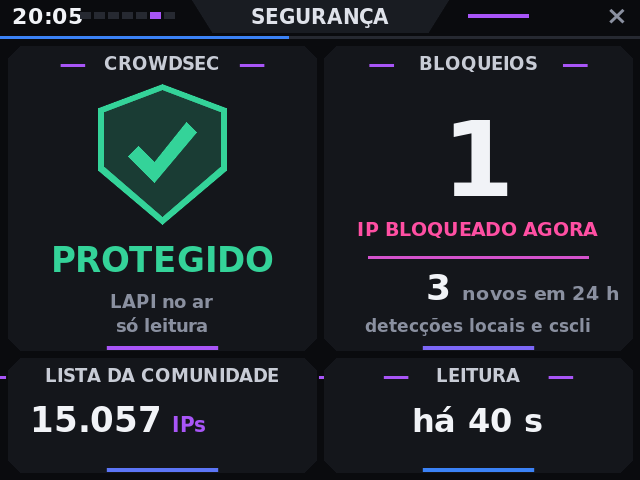 20:05
SEGURANÇA
×
CROWDSEC
PROTEGIDO
LAPI no ar
só leitura
BLOQUEIOS
1
IP BLOQUEADO AGORA
3 novos em 24 h
detecções locais e cscli
LISTA DA COMUNIDADE
15.057 IPs
LEITURA
há 40 s